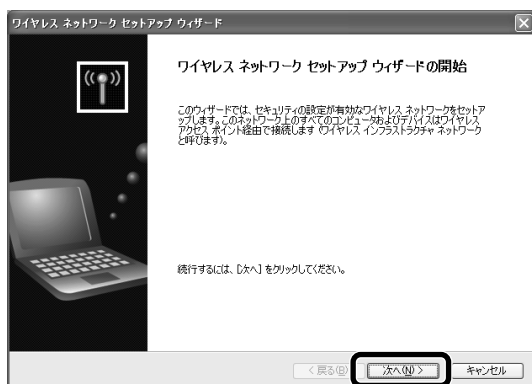 ワイヤレス ネットワーク セットアップ ウィザード
ワイヤレス ネットワーク セットアップ ウィザードの開始
このウィザードでは、セキュリティの設定が有効なワイヤレス ネットワークをセットア
ップします。このネットワーク上のすべてのコンピュータおよびデバイスはワイヤレス
アクセス ポイント経由で接続します (ワイヤレス インフラストラクチャ ネットワーク
と呼びます)。
続行するには、[次へ] をクリックしてください。
< 戻る(B) 次へ(N) > キャンセル